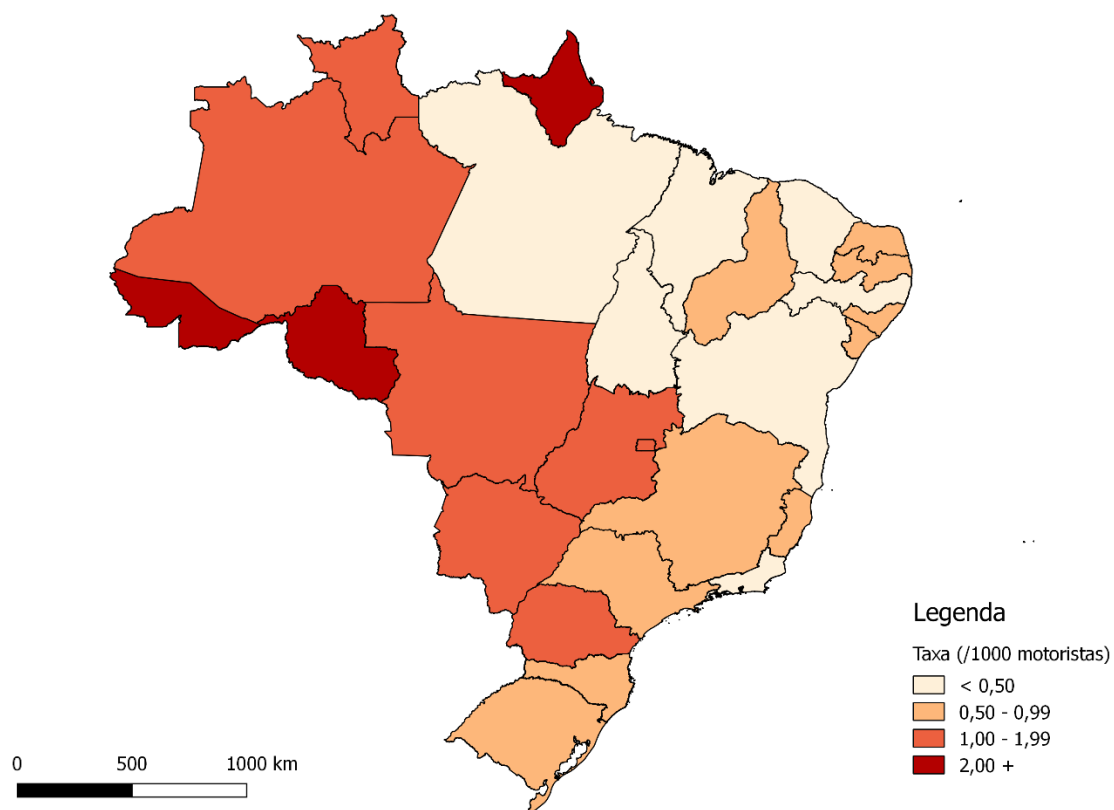 Legenda
Taxa (/1000 motoristas)
< 0,50
0,50 - 0,99
1,00 - 1,99
2,00 +
0 500 1000 km